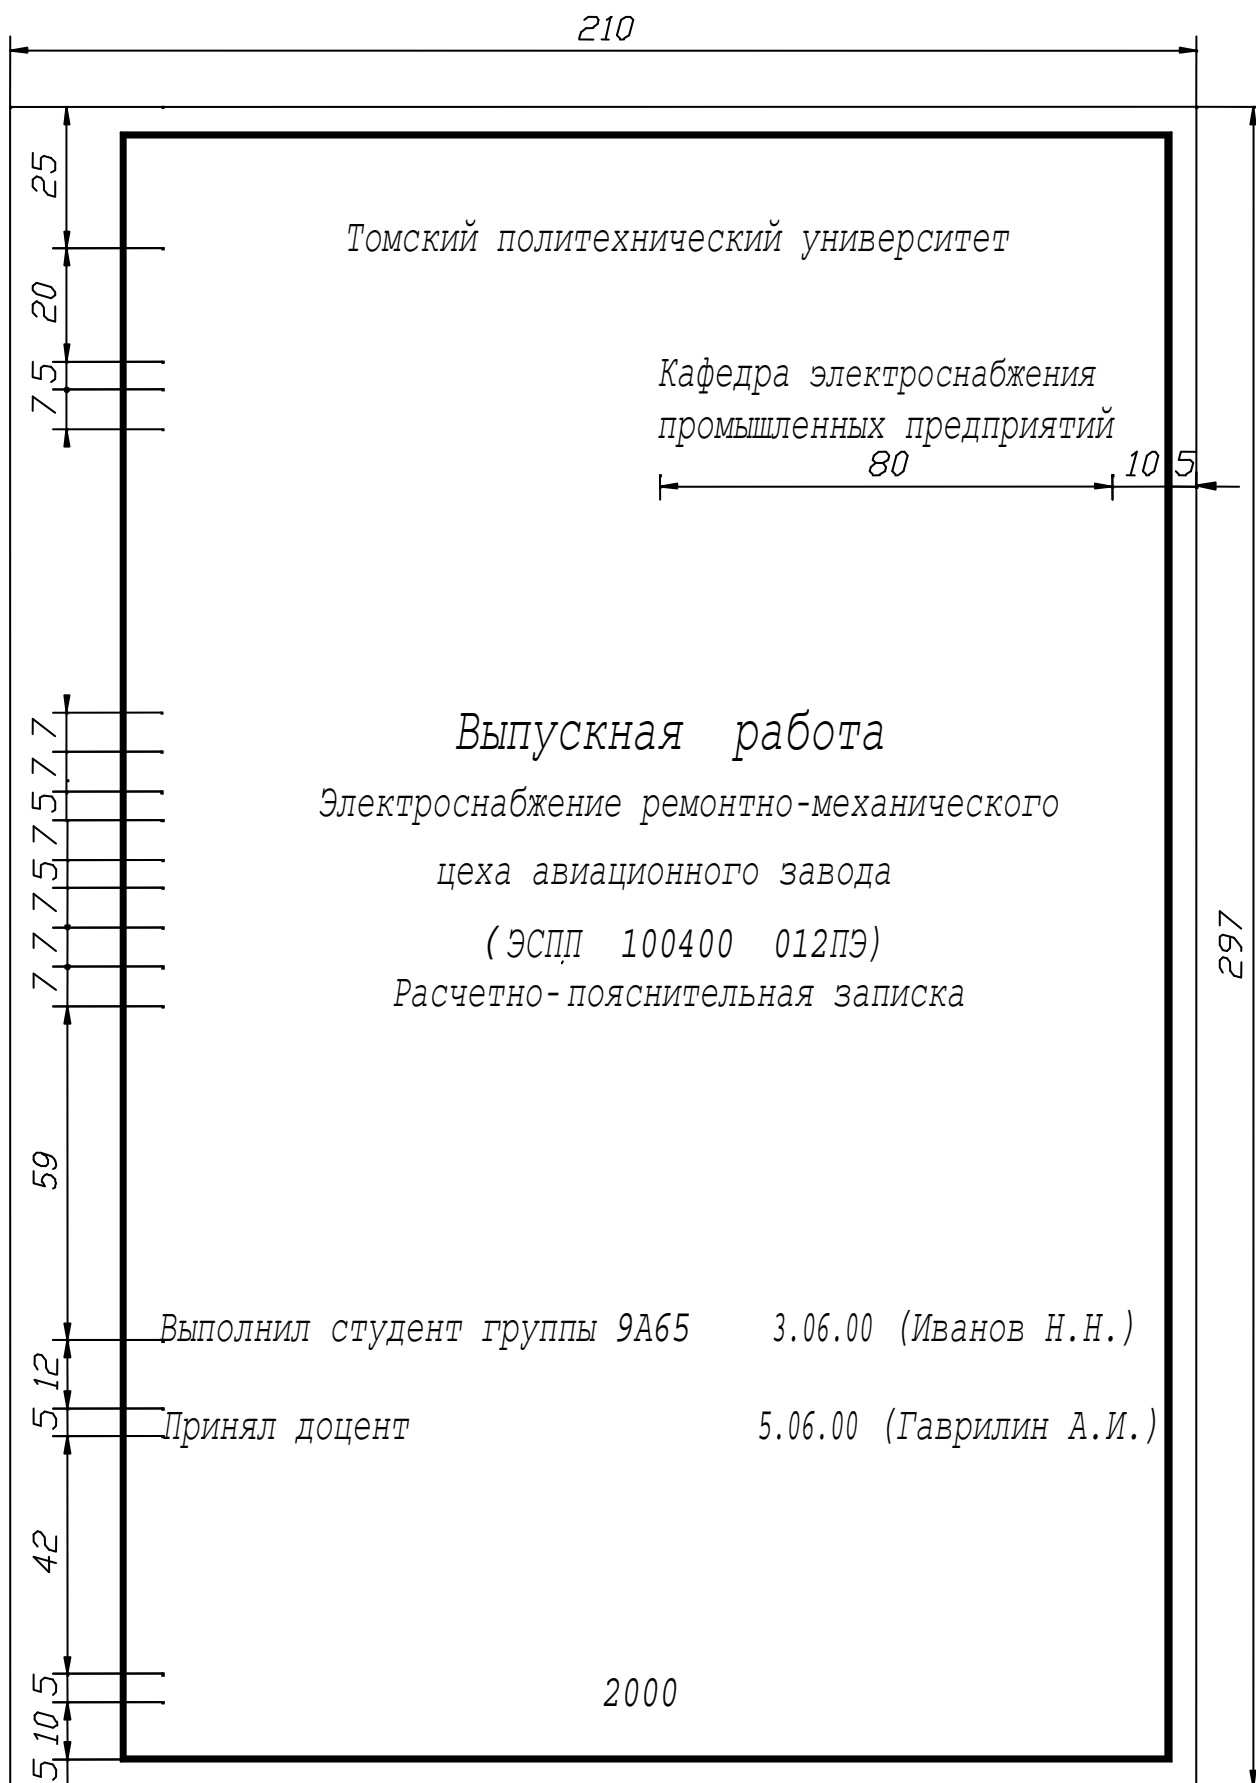 210
25
Томский политехнический университет
20
5
Кафедра электроснабжения
7
промышленных предприятий
80 10 5
7
Выпускная работа
7
5
Электроснабжение ремонтно-механического
7
5
цеха авиационного завода
7
297
7
(ЭСПП 100400 012ПЭ)
7
Расчетно-пояснительная записка
59
Выполнил студент группы 9А65 3.06.00 (Иванов Н.Н.)
12
5
Принял доцент 5.06.00 (Гаврилин А.И.)
42
5
2000
10
5